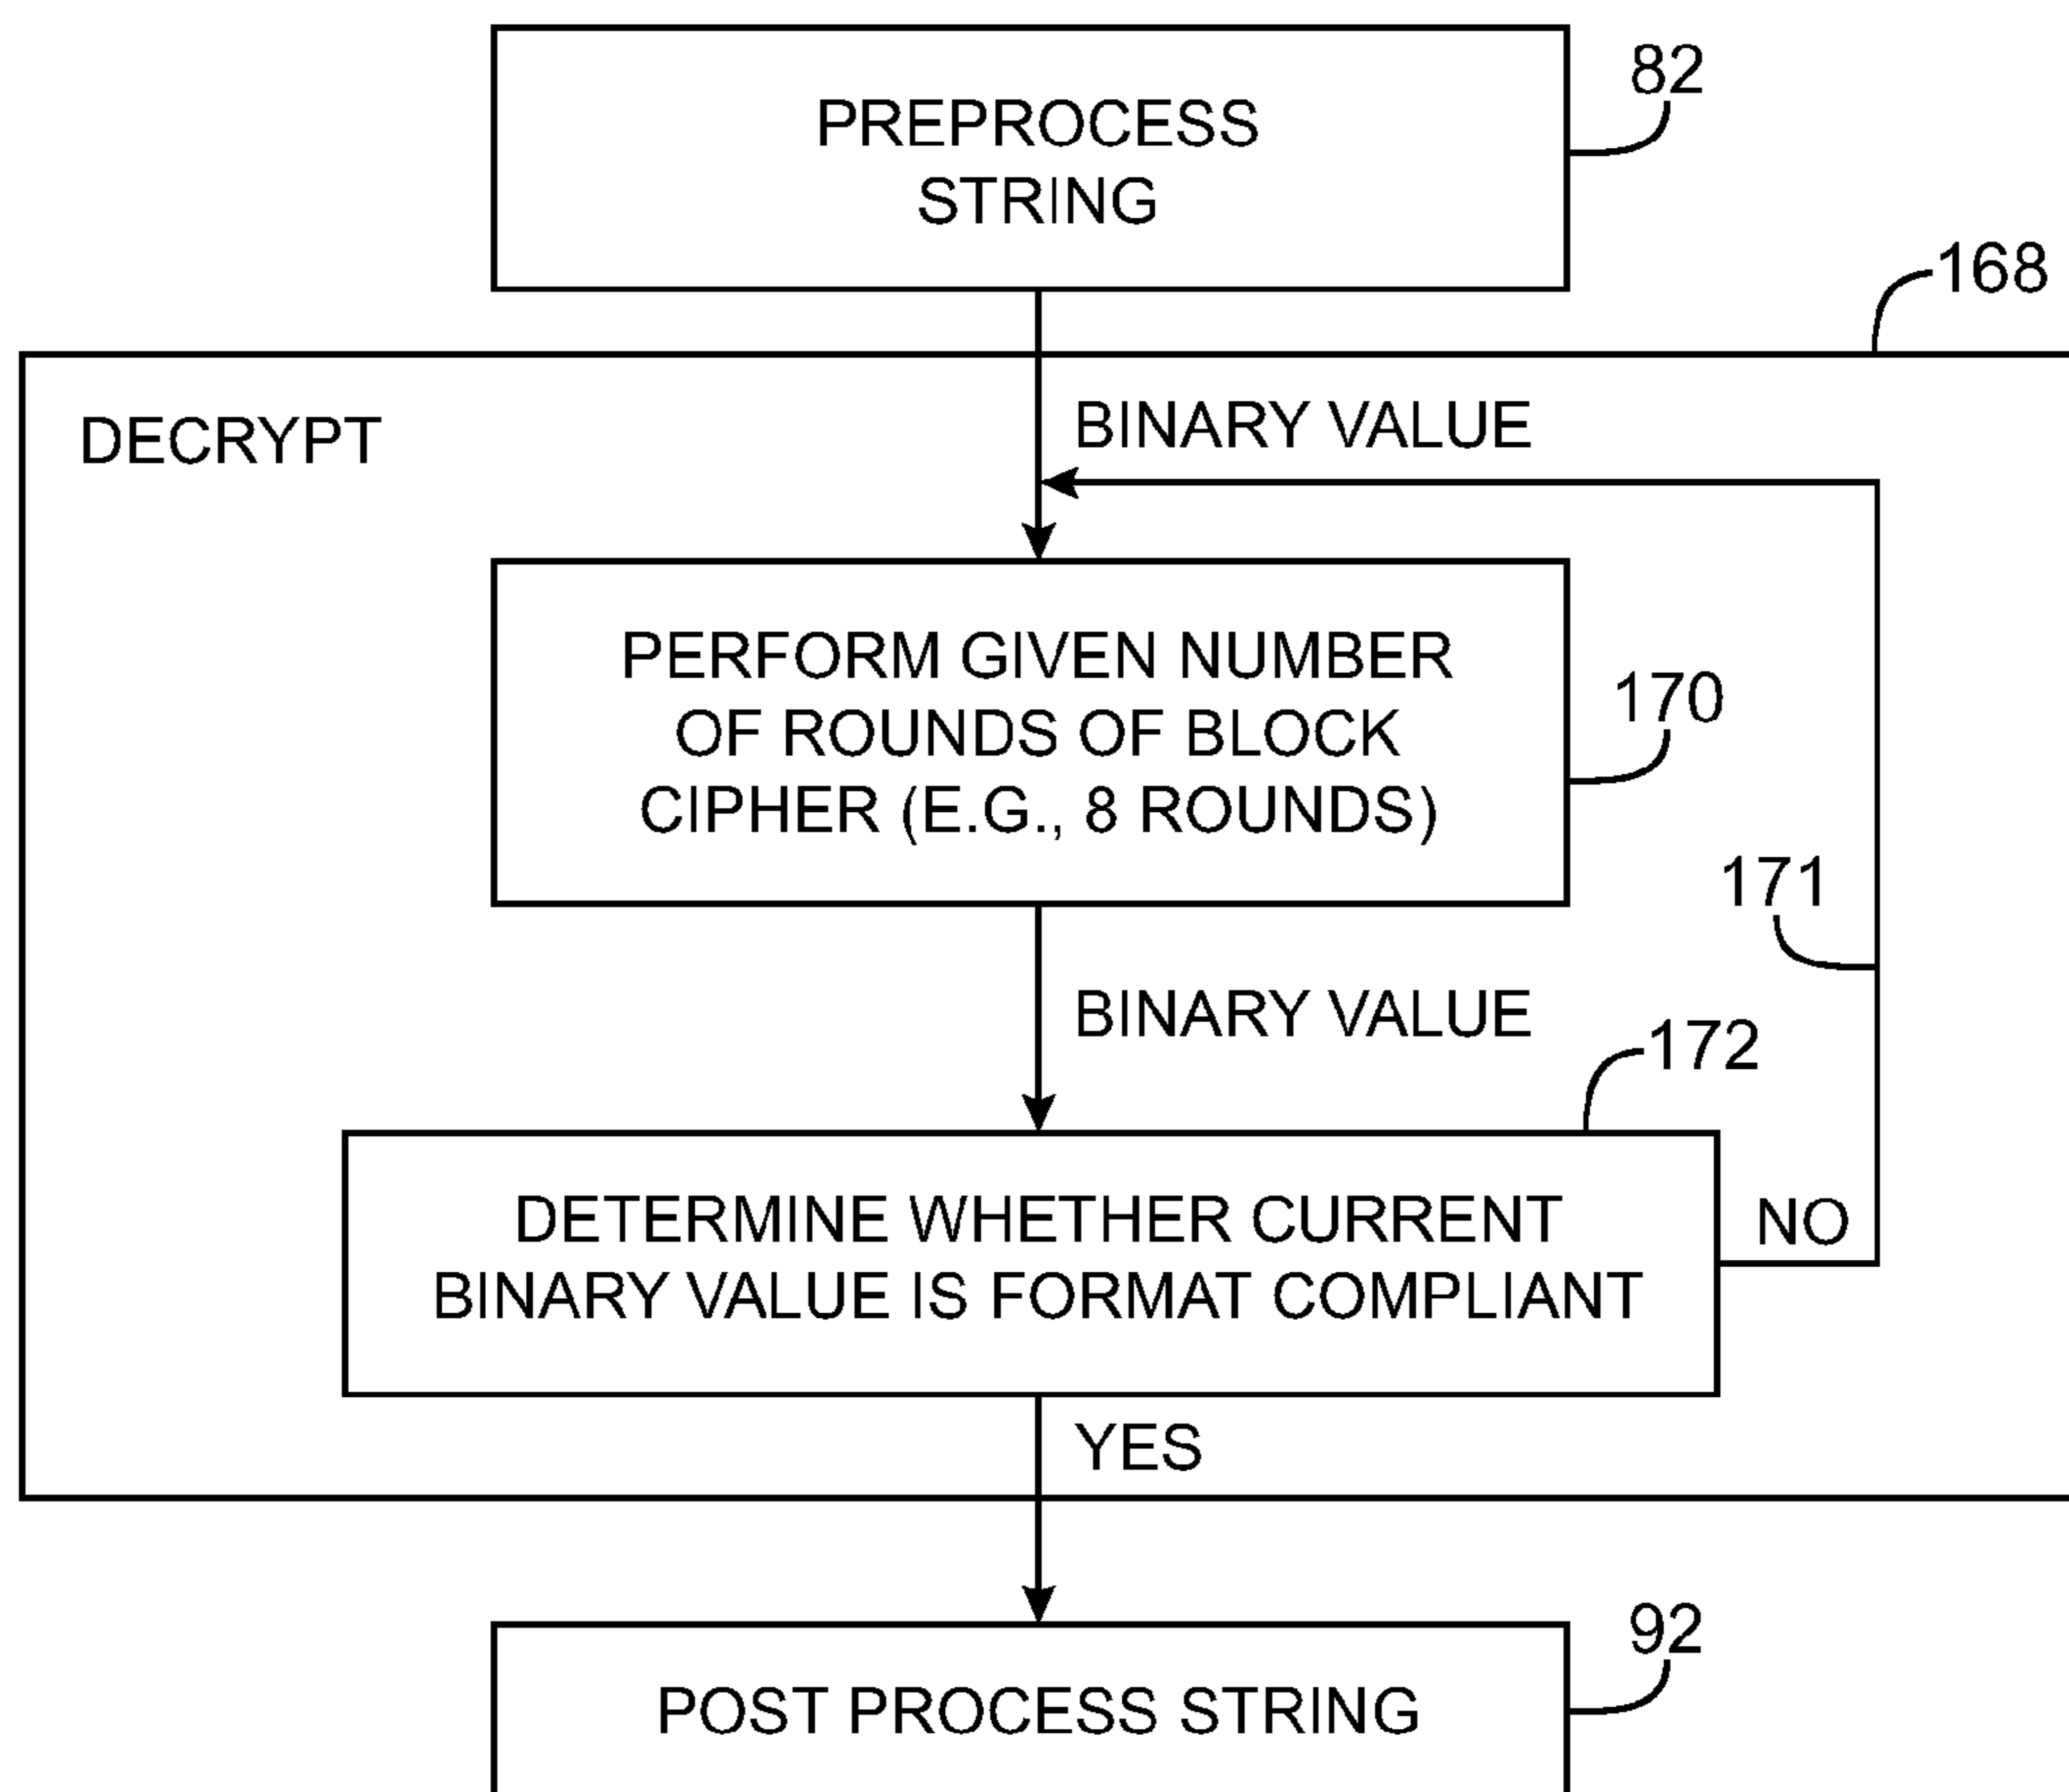 PREPROCESS
STRING
82
168
DECRYPT
BINARY VALUE
PERFORM GIVEN NUMBER
OF ROUNDS OF BLOCK
CIPHER (E.G., 8 ROUNDS)
170
171
BINARY VALUE
172
DETERMINE WHETHER CURRENT
BINARY VALUE IS FORMAT COMPLIANT
NO
YES
92
POST PROCESS STRING